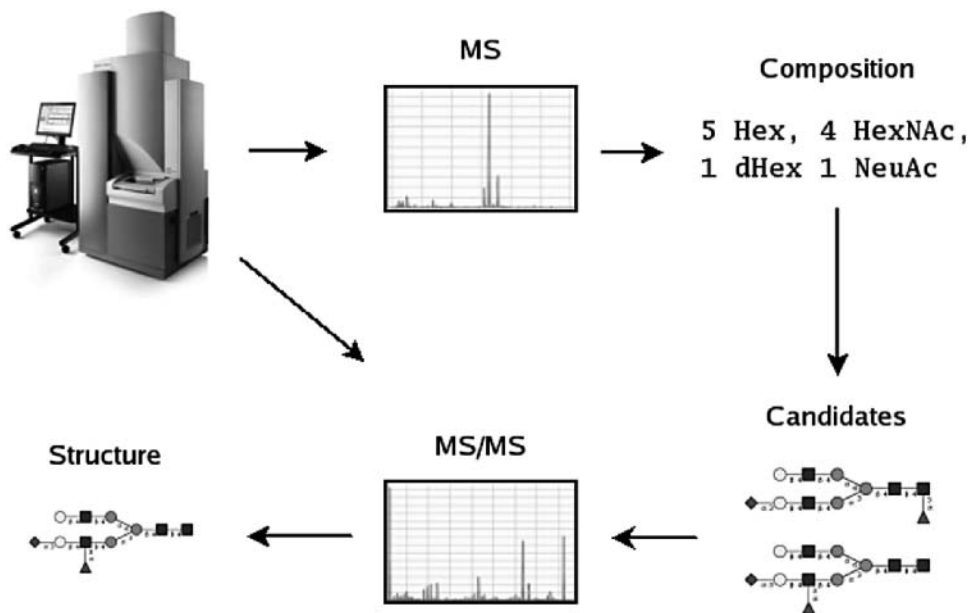 MS
Composition
5 Hex, 4 HexNAc,
1 dHex 1 NeuAc
Candidates
MS/MS
Structure